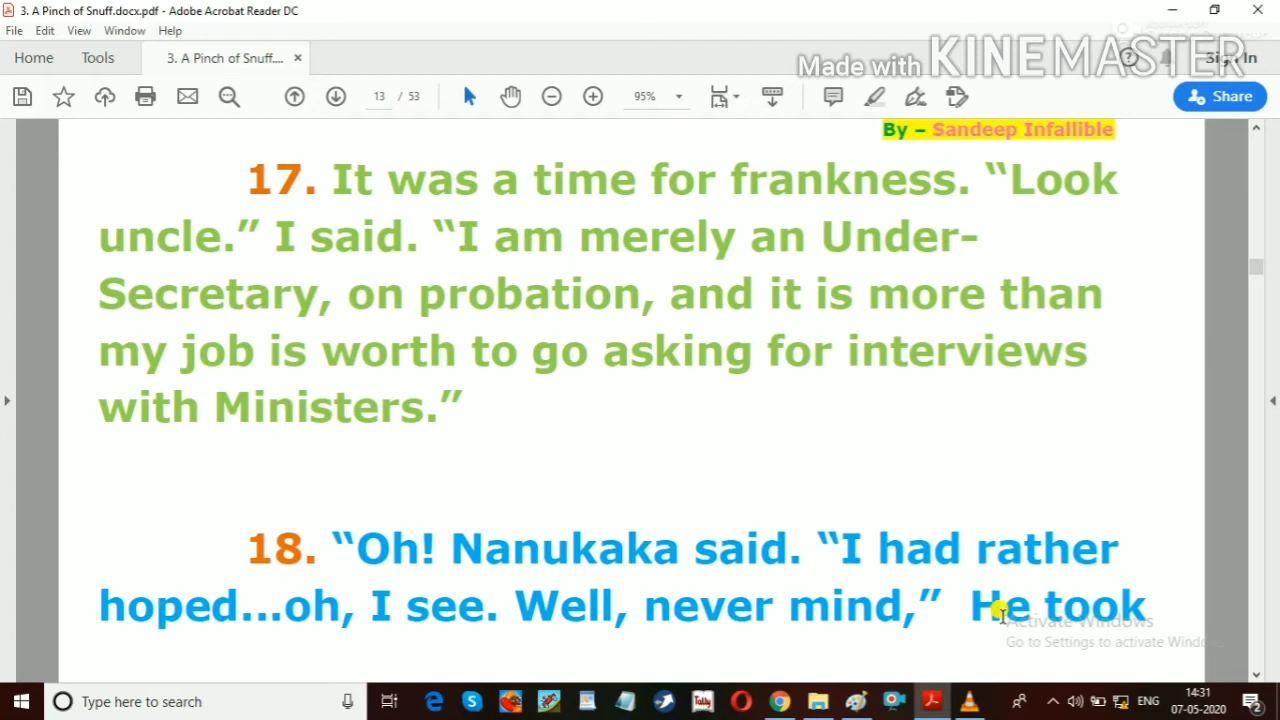 3. A Pinch of Snuff.docx.pdf - Adobe Acrobat Reader DC
File Edit View Window Help
Made with KINEMASTER
Home Tools 3. A Pinch of Snuff.... × Sign In
13 / 53 95% Share
By – Sandeep Infallible
17. It was a time for frankness. “Look
uncle.” I said. “I am merely an Under-
Secretary, on probation, and it is more than
my job is worth to go asking for interviews
with Ministers.”
18. “Oh! Nanukaka said. “I had rather
hoped...oh, I see. Well, never mind,” He took
Activate Windows
Go to Settings to activate Windows
Type here to search
Tally
ENG
14:31
07-05-2020
2